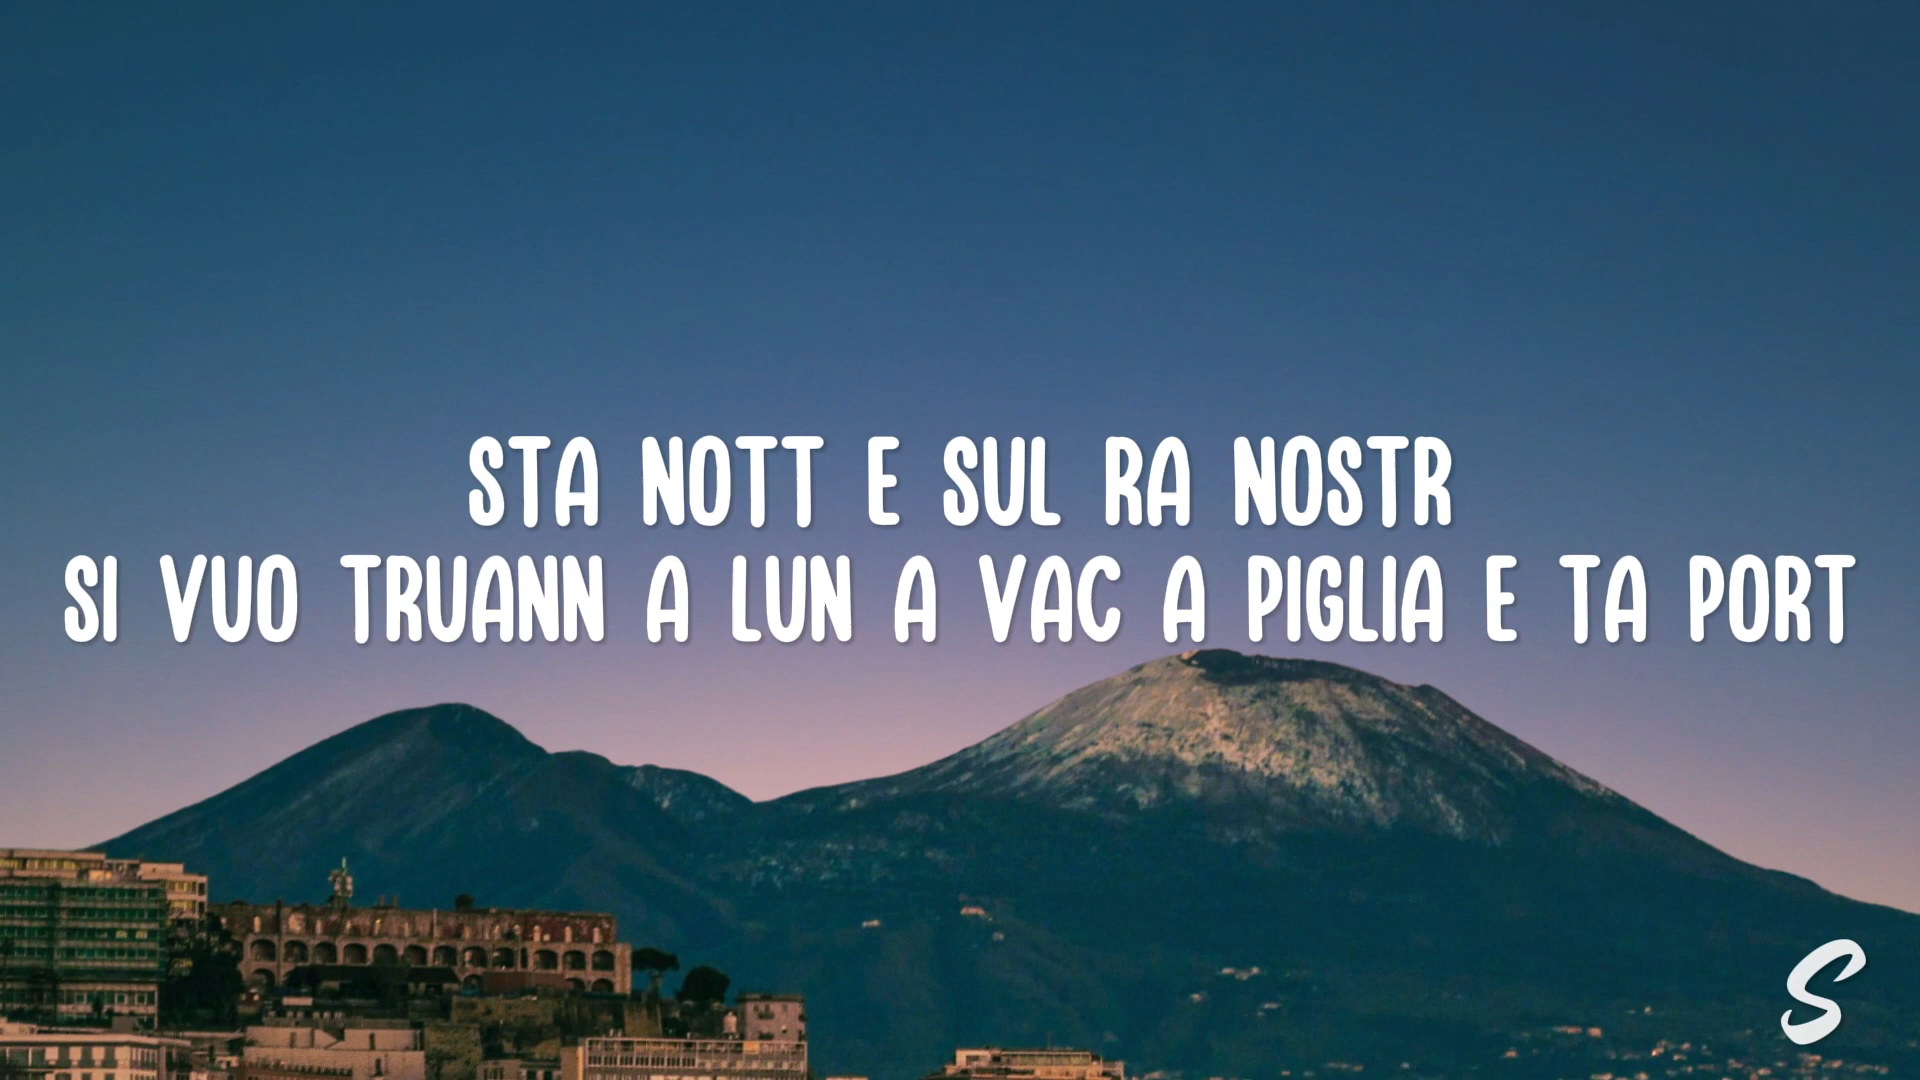 STA NOTT E SUL RA NOSTR
SI VUO TRUANN A LUN A VAC A PIGLIA E TA PORT
S